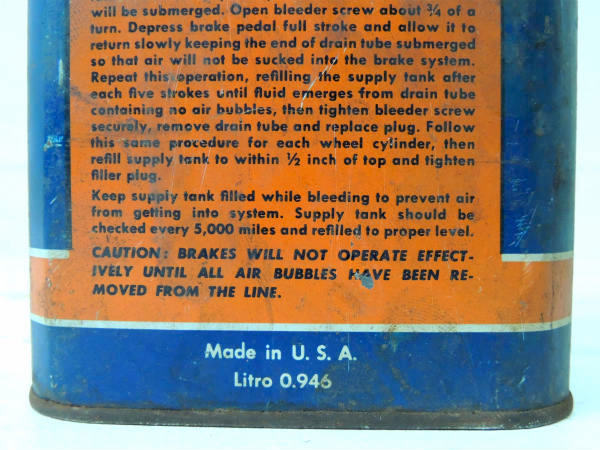 will be submerged. Open bleeder screw about ¾ of a
turn. Depress brake pedal full stroke and allow it to
return slowly keeping the end of drain tube submerged
so that air will not be sucked into the brake system.
Repeat this operation, refilling the supply tank after
each five strokes until fluid emerges from drain tube
containing no air bubbles, then tighten bleeder screw
securely, remove drain tube and replace plug. Follow
this same procedure for each wheel cylinder, then
refill supply tank to within ½ inch of top and tighten
filler plug.
Keep supply tank filled while bleeding to prevent air
from getting into system. Supply tank should be
checked every 5,000 miles and refilled to proper level.
CAUTION: BRAKES WILL NOT OPERATE EFFECT-
IVELY UNTIL ALL AIR BUBBLES HAVE BEEN RE-
MOVED FROM THE LINE.
Made in U. S. A.
Litro 0.946